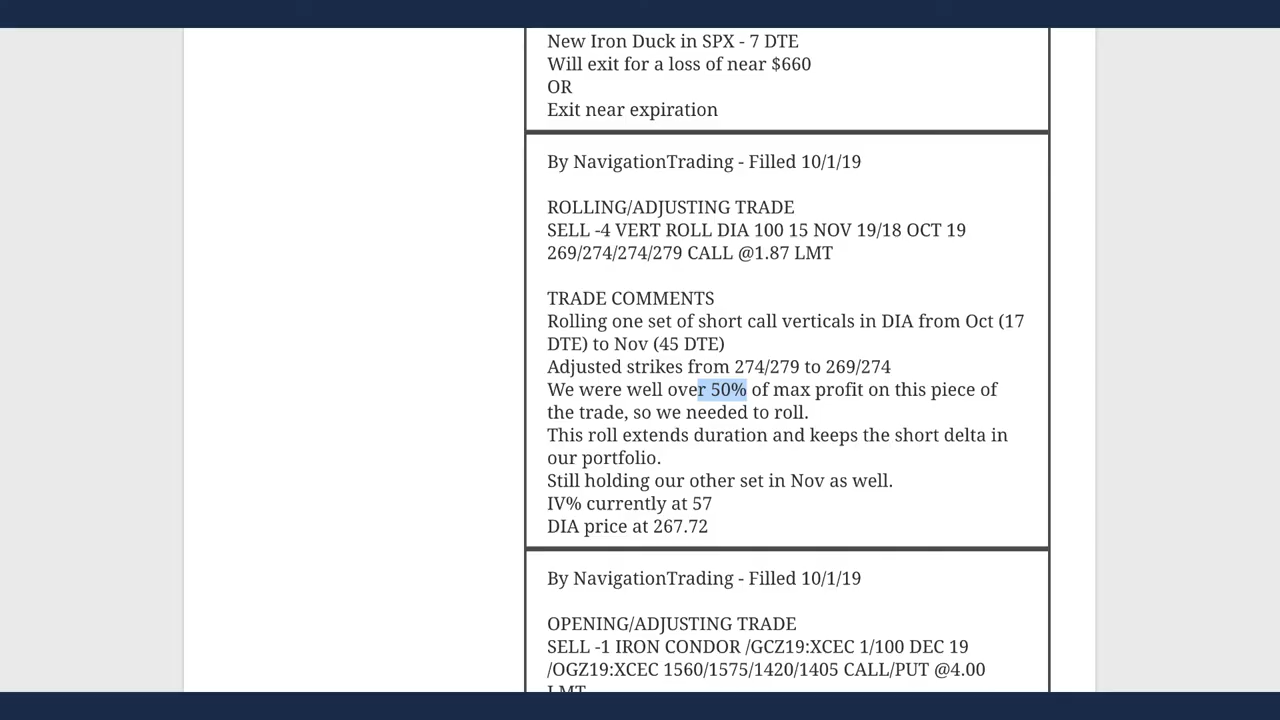 New Iron Duck in SPX - 7 DTE
Will exit for a loss of near $660
OR
Exit near expiration
By NavigationTrading - Filled 10/1/19
ROLLING/ADJUSTING TRADE
SELL -4 VERT ROLL DIA 100 15 NOV 19/18 OCT 19
269/274/274/279 CALL @1.87 LMT
TRADE COMMENTS
Rolling one set of short call verticals in DIA from Oct (17
DTE) to Nov (45 DTE)
Adjusted strikes from 274/279 to 269/274
We were well over 50% of max profit on this piece of
the trade, so we needed to roll.
This roll extends duration and keeps the short delta in
our portfolio.
Still holding our other set in Nov as well.
IV% currently at 57
DIA price at 267.72
By NavigationTrading - Filled 10/1/19
OPENING/ADJUSTING TRADE
SELL -1 IRON CONDOR /GCZ19:XCEC 1/100 DEC 19
/OGZ19:XCEC 1560/1575/1420/1405 CALL/PUT @4.00
LMT